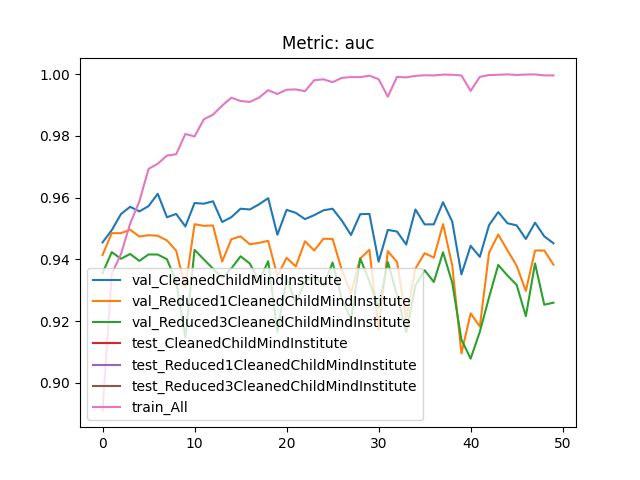 Metric: auc
1.00
0.98
0.96
0.94
0.92
0.90
val_CleanedChildMindInstitute
val_Reduced1CleanedChildMindInstitute
val_Reduced3CleanedChildMindInstitute
test_CleanedChildMindInstitute
test_Reduced1CleanedChildMindInstitute
test_Reduced3CleanedChildMindInstitute
train_All
0 10 20 30 40 50